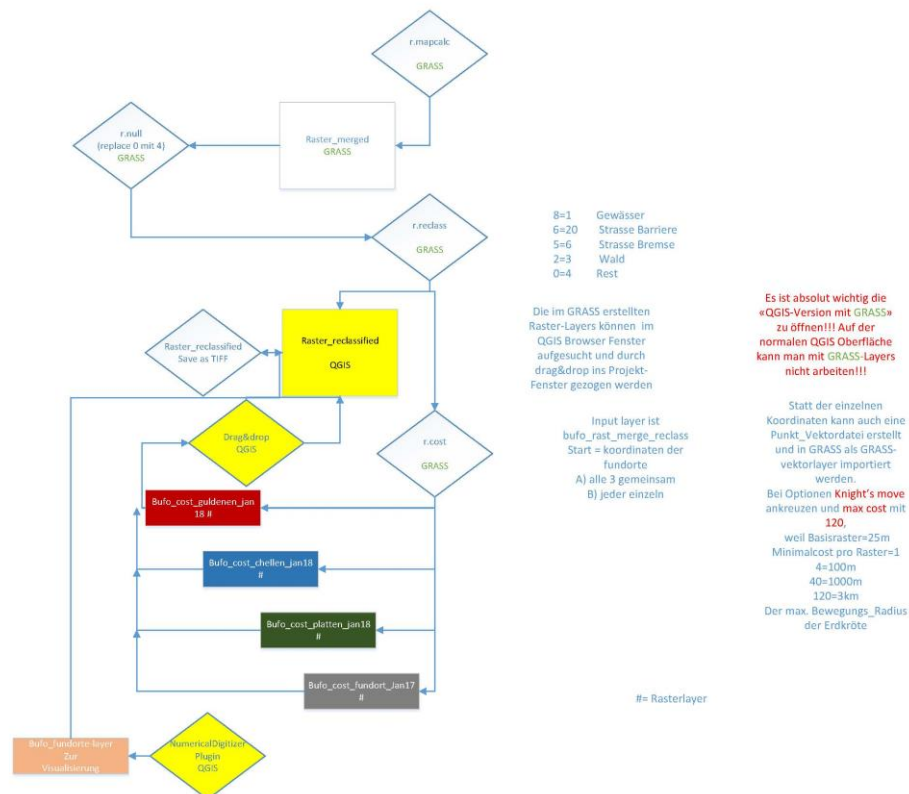 r.mapcalc
GRASS
r.null
(replace 0 mit 4)
GRASS
Raster_merged
GRASS
r.reclass
GRASS
8=1 Gewässer
6=20 Strasse Barriere
5=6 Strasse Bremse
2=3 Wald
0=4 Rest
Raster_reclassified
Save as TIFF
Raster_reclassified
QGIS
Die im GRASS erstellten
Raster-Layers können im
QGIS Browser Fenster
aufgesucht und durch
drag&drop ins Projekt-
Fenster gezogen werden
Es ist absolut wichtig die
«QGIS-Version mit GRASS»
zu öffnen!!! Auf der
normalen QGIS Oberfläche
kann man mit GRASS-Layers
nicht arbeiten!!!
Drag&drop
QGIS
r.cost
GRASS
Input layer ist
bufo_rast_merge_reclass
Start = koordinaten der
fundorte
A) alle 3 gemeinsam
B) jeder einzeln
Statt der einzelnen
Koordinaten kann auch eine
Punkt_Vektordatei erstellt
und in GRASS als GRASS-
vektorlayer importiert
werden.
Bei Optionen Knight's move
ankreuzen und max cost mit
120,
weil Basisraster=25m
Minimalcost pro Raster=1
4=100m
40=1000m
120=3km
Der max. Bewegungs_Radius
der Erdkröte
Bufo_cost_guldenen_jan
18 #
Bufo_cost_chellen_jan18
#
Bufo_cost_platten_jan18
#
Bufo_cost_fundort_Jan17
#
#= Rasterlayer
Bufo_fundorte-layer
Zur
Visualisierung
NumericalDigitizer
Plugin
QGIS